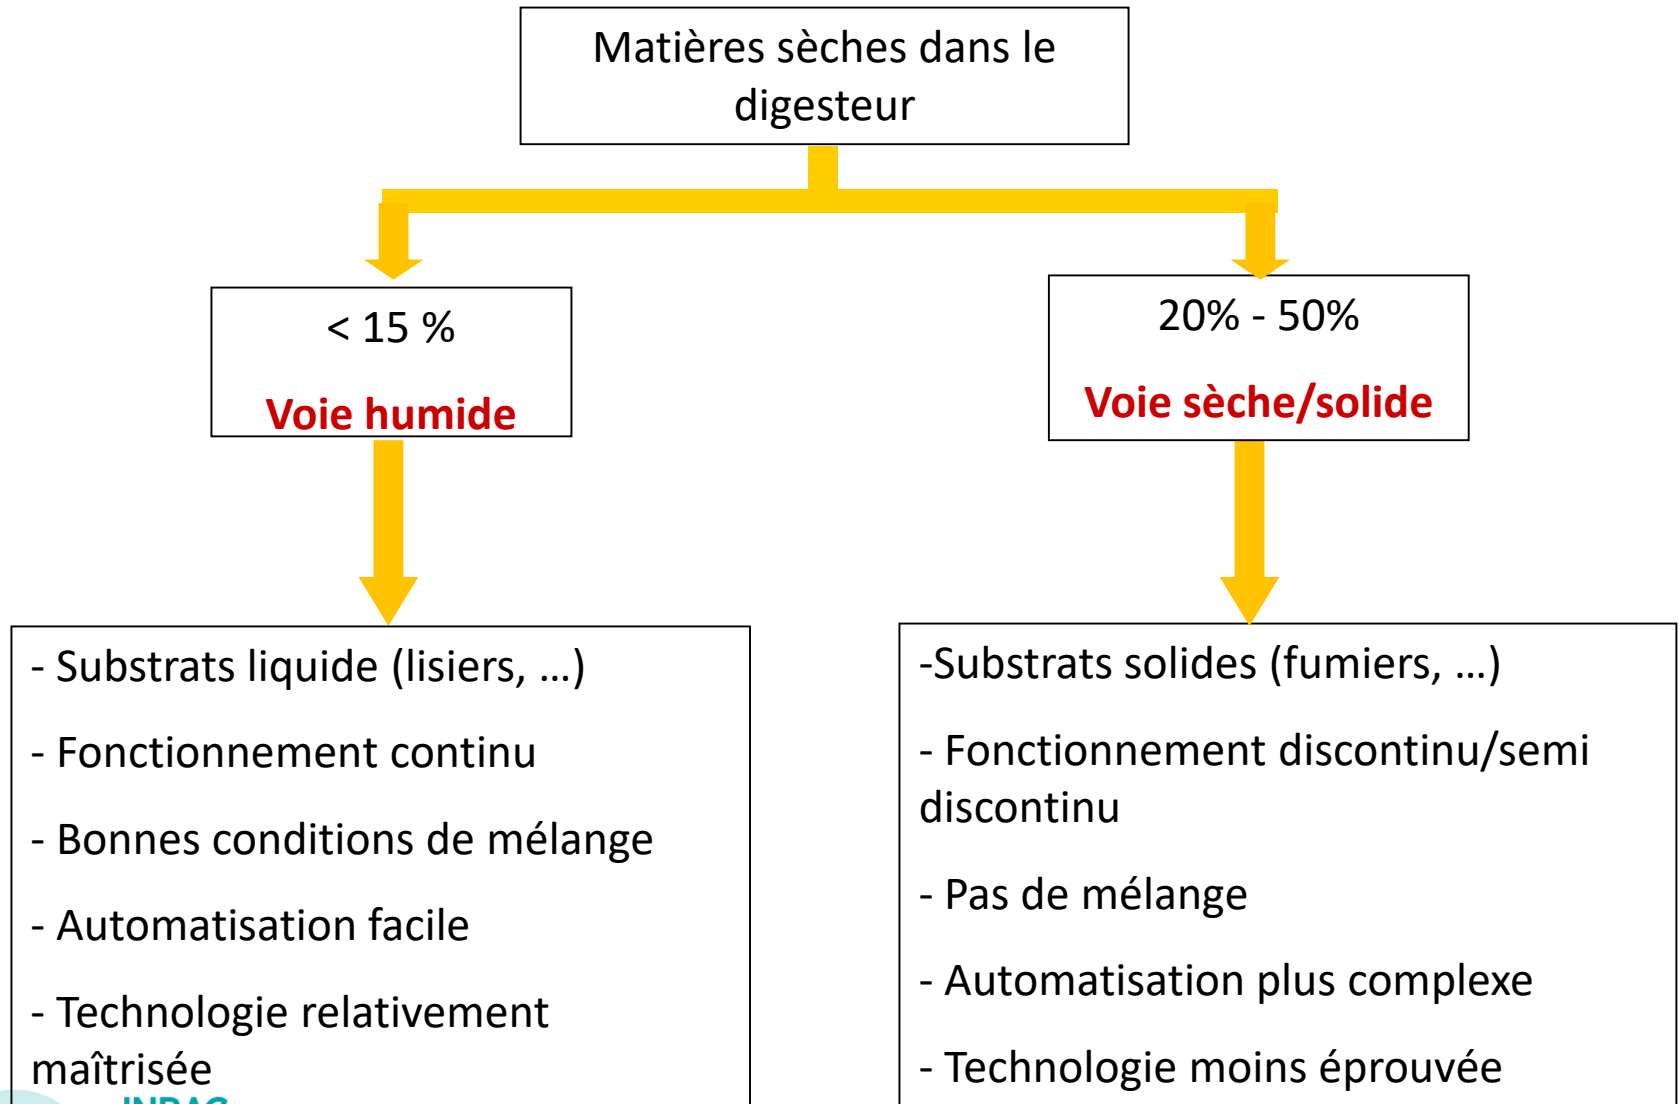 Matières sèches dans le
digesteur
< 15 %
Voie humide
20% - 50%
Voie sèche/solide
- Substrats liquide (lisiers, ...)
- Fonctionnement continu
- Bonnes conditions de mélange
- Automatisation facile
- Technologie relativement
maîtrisée
-Substrats solides (fumiers, ...)
- Fonctionnement discontinu/semi
discontinu
- Pas de mélange
- Automatisation plus complexe
- Technologie moins éprouvée